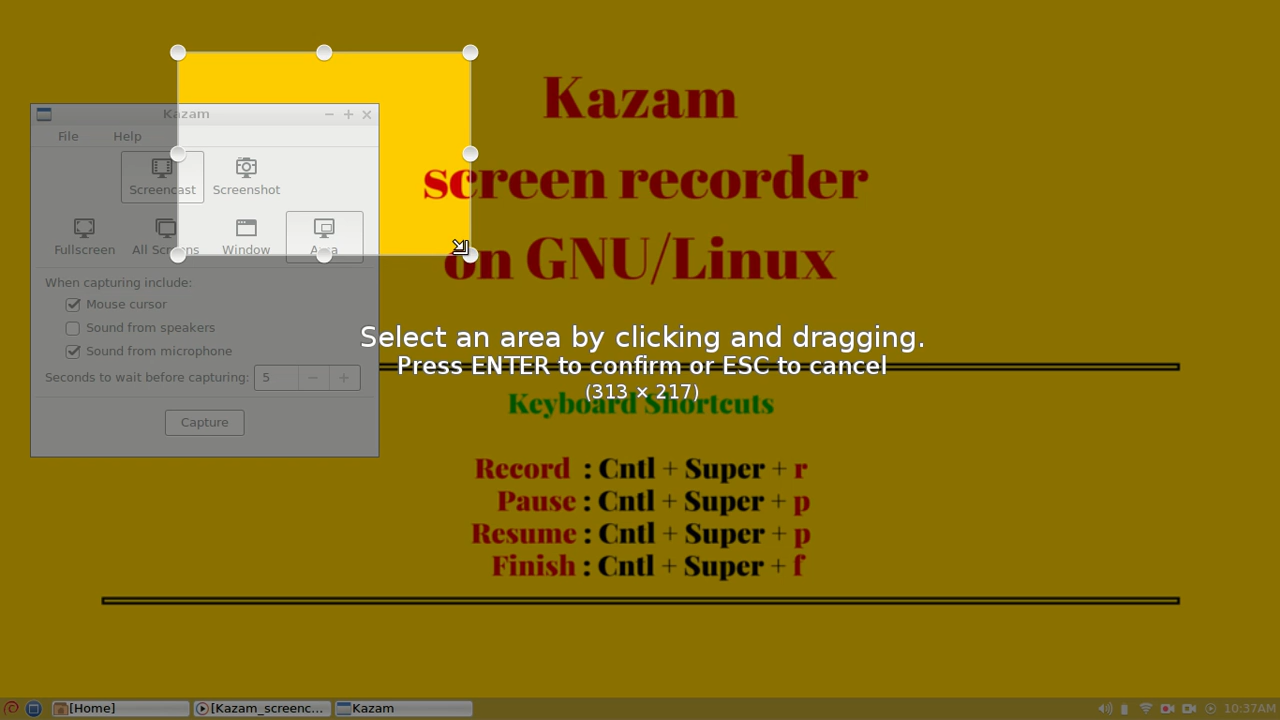 Kazam
screen recorder
on GNU/Linux
Kazam
File Help
Screencast Screenshot
Fullscreen All Screens Window Area
When capturing include:
Mouse cursor
Sound from speakers
Sound from microphone
Seconds to wait before capturing: 5
Capture
Select an area by clicking and dragging.
Press ENTER to confirm or ESC to cancel
(313 × 217)
Keyboard Shortcuts
Record : Cntl + Super + r
Pause : Cntl + Super + p
Resume : Cntl + Super + p
Finish : Cntl + Super + f
[Home] [Kazam_screenc... Kazam 10:37AM